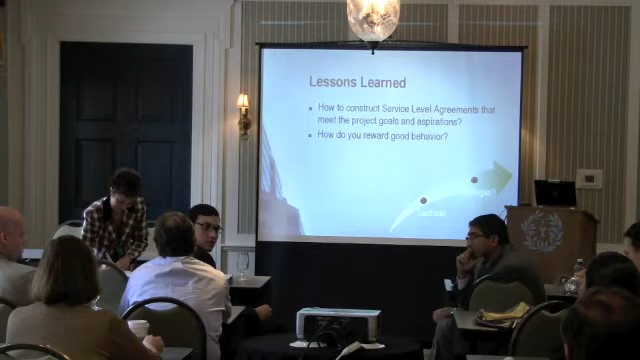 Lessons Learned
How to construct Service Level Agreements that
meet the project goals and aspirations?
How do you reward good behavior?
Tactical